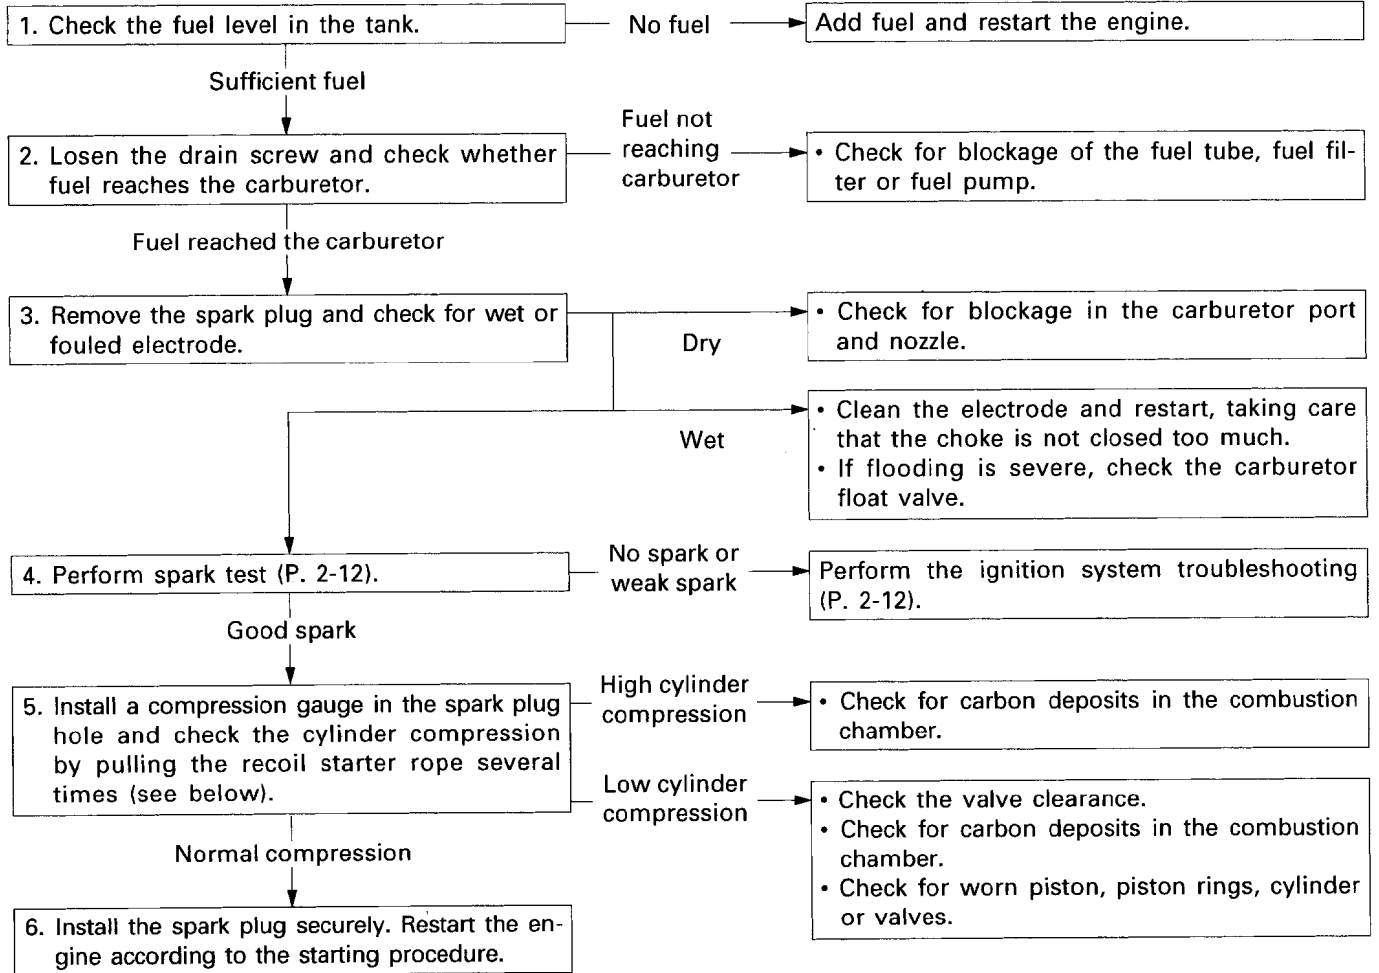 1. Check the fuel level in the tank.
No fuel
Add fuel and restart the engine.
Sufficient fuel
2. Losen the drain screw and check whether
fuel reaches the carburetor.
Fuel not
reaching
carburetor
• Check for blockage of the fuel tube, fuel fil-
ter or fuel pump.
Fuel reached the carburetor
3. Remove the spark plug and check for wet or
fouled electrode.
Dry
• Check for blockage in the carburetor port
and nozzle.
Wet
• Clean the electrode and restart, taking care
that the choke is not closed too much.
• If flooding is severe, check the carburetor
float valve.
4. Perform spark test (P. 2-12).
No spark or
weak spark
Perform the ignition system troubleshooting
(P. 2-12).
Good spark
5. Install a compression gauge in the spark plug
hole and check the cylinder compression
by pulling the recoil starter rope several
times (see below).
High cylinder
compression
• Check for carbon deposits in the combustion
chamber.
Low cylinder
compression
• Check the valve clearance.
• Check for carbon deposits in the combustion
chamber.
• Check for worn piston, piston rings, cylinder
or valves.
Normal compression
6. Install the spark plug securely. Restart the en-
gine according to the starting procedure.